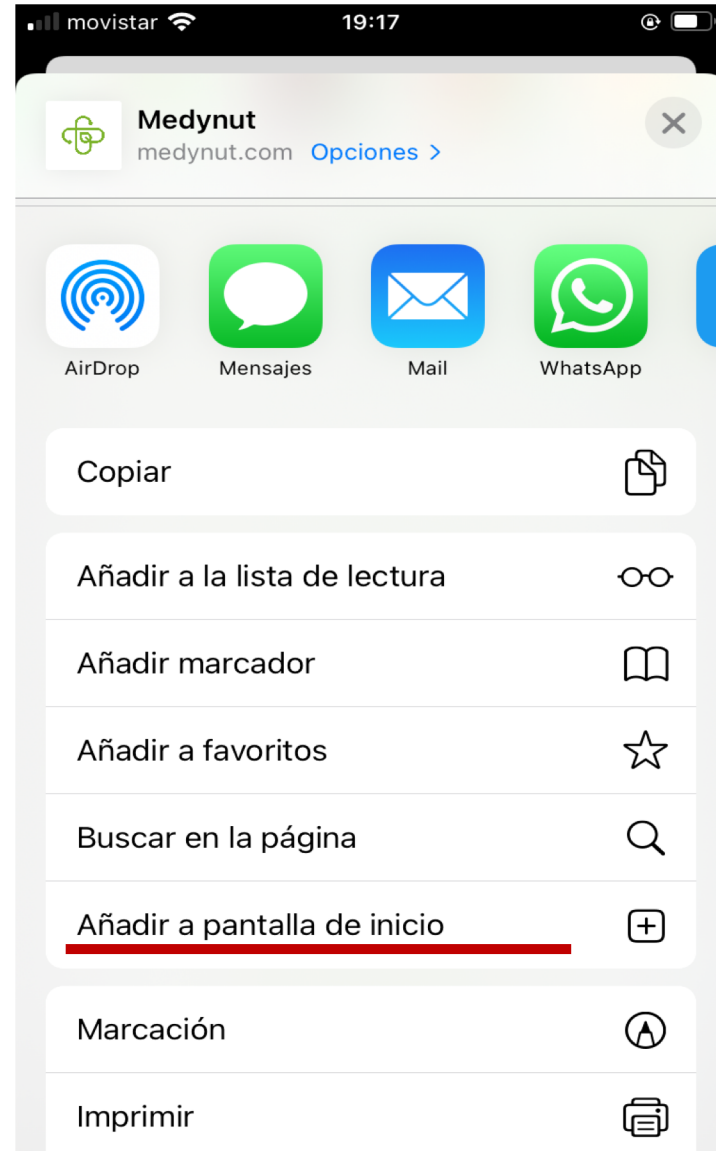 movistar
19:17
Medynut
medynut.com Opciones >
AirDrop Mensajes Mail WhatsApp
Copiar
Añadir a la lista de lectura
Añadir marcador
Añadir a favoritos
Buscar en la página
Añadir a pantalla de inicio
Marcación
Imprimir